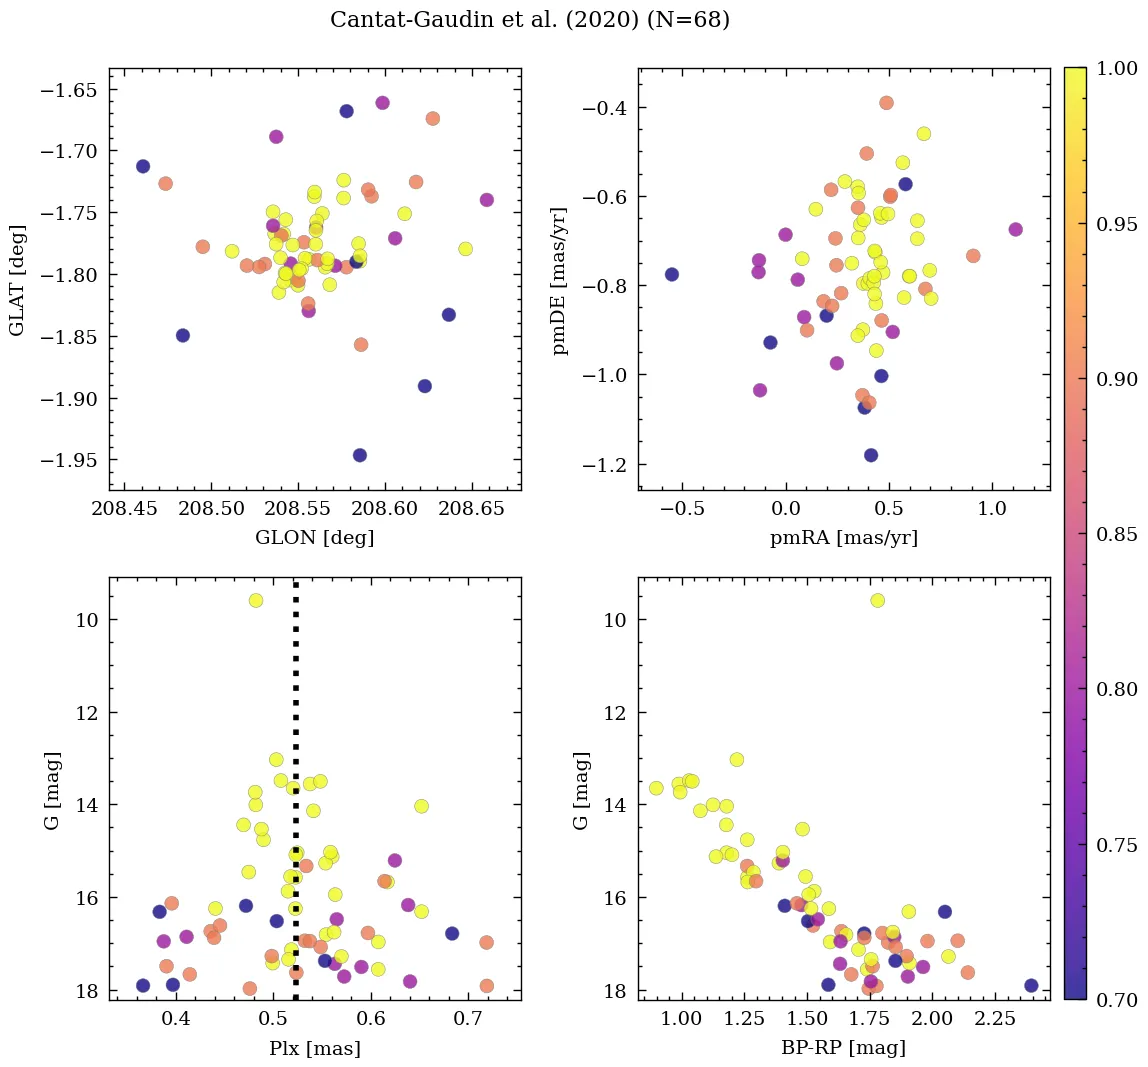 Cantat-Gaudin et al. (2020) (N=68)
−1.65
−1.70
−1.75
−1.80
−1.85
−1.90
−1.95
GLAT [deg]
208.45 208.50 208.55 208.60 208.65
GLON [deg]
−0.4
−0.6
−0.8
−1.0
−1.2
pmDE [mas/yr]
−0.5 0.0 0.5 1.0
pmRA [mas/yr]
10
12
14
16
18
G [mag]
0.4 0.5 0.6 0.7
Plx [mas]
10
12
14
16
18
G [mag]
1.00 1.25 1.50 1.75 2.00 2.25
BP-RP [mag]
1.00
0.95
0.90
0.85
0.80
0.75
0.70